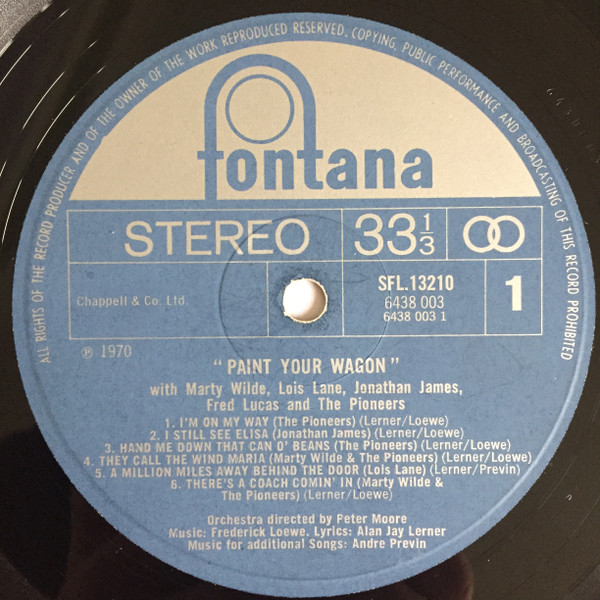 ALL RIGHTS OF THE RECORD PRODUCER AND OF THE OWNER OF THE WORK REPRODUCED RESERVED. COPYING, PUBLIC PERFORMANCE AND BROADCASTING OF THIS RECORD PROHIBITED
fontana
STEREO 33⅓
Chappell & Co. Ltd.
SFL.13210
6438 003
6438 003 1
1
℗ 1970
"PAINT YOUR WAGON"
with Marty Wilde, Lois Lane, Jonathan James,
Fred Lucas and The Pioneers
1. I'M ON MY WAY (The Pioneers) (Lerner/Loewe)
2. I STILL SEE ELISA (Jonathan James) (Lerner/Loewe)
3. HAND ME DOWN THAT CAN O' BEANS (The Pioneers) (Lerner/Loewe)
4. THEY CALL THE WIND MARIA (Marty Wilde & The Pioneers) (Lerner/Loewe)
5. A MILLION MILES AWAY BEHIND THE DOOR (Lois Lane) (Lerner/Previn)
6. THERE'S A COACH COMIN' IN (Marty Wilde &
The Pioneers) (Lerner/Loewe)
Orchestra directed by Peter Moore
Music: Frederick Loewe. Lyrics: Alan Jay Lerner
Music for additional Songs: Andre Previn